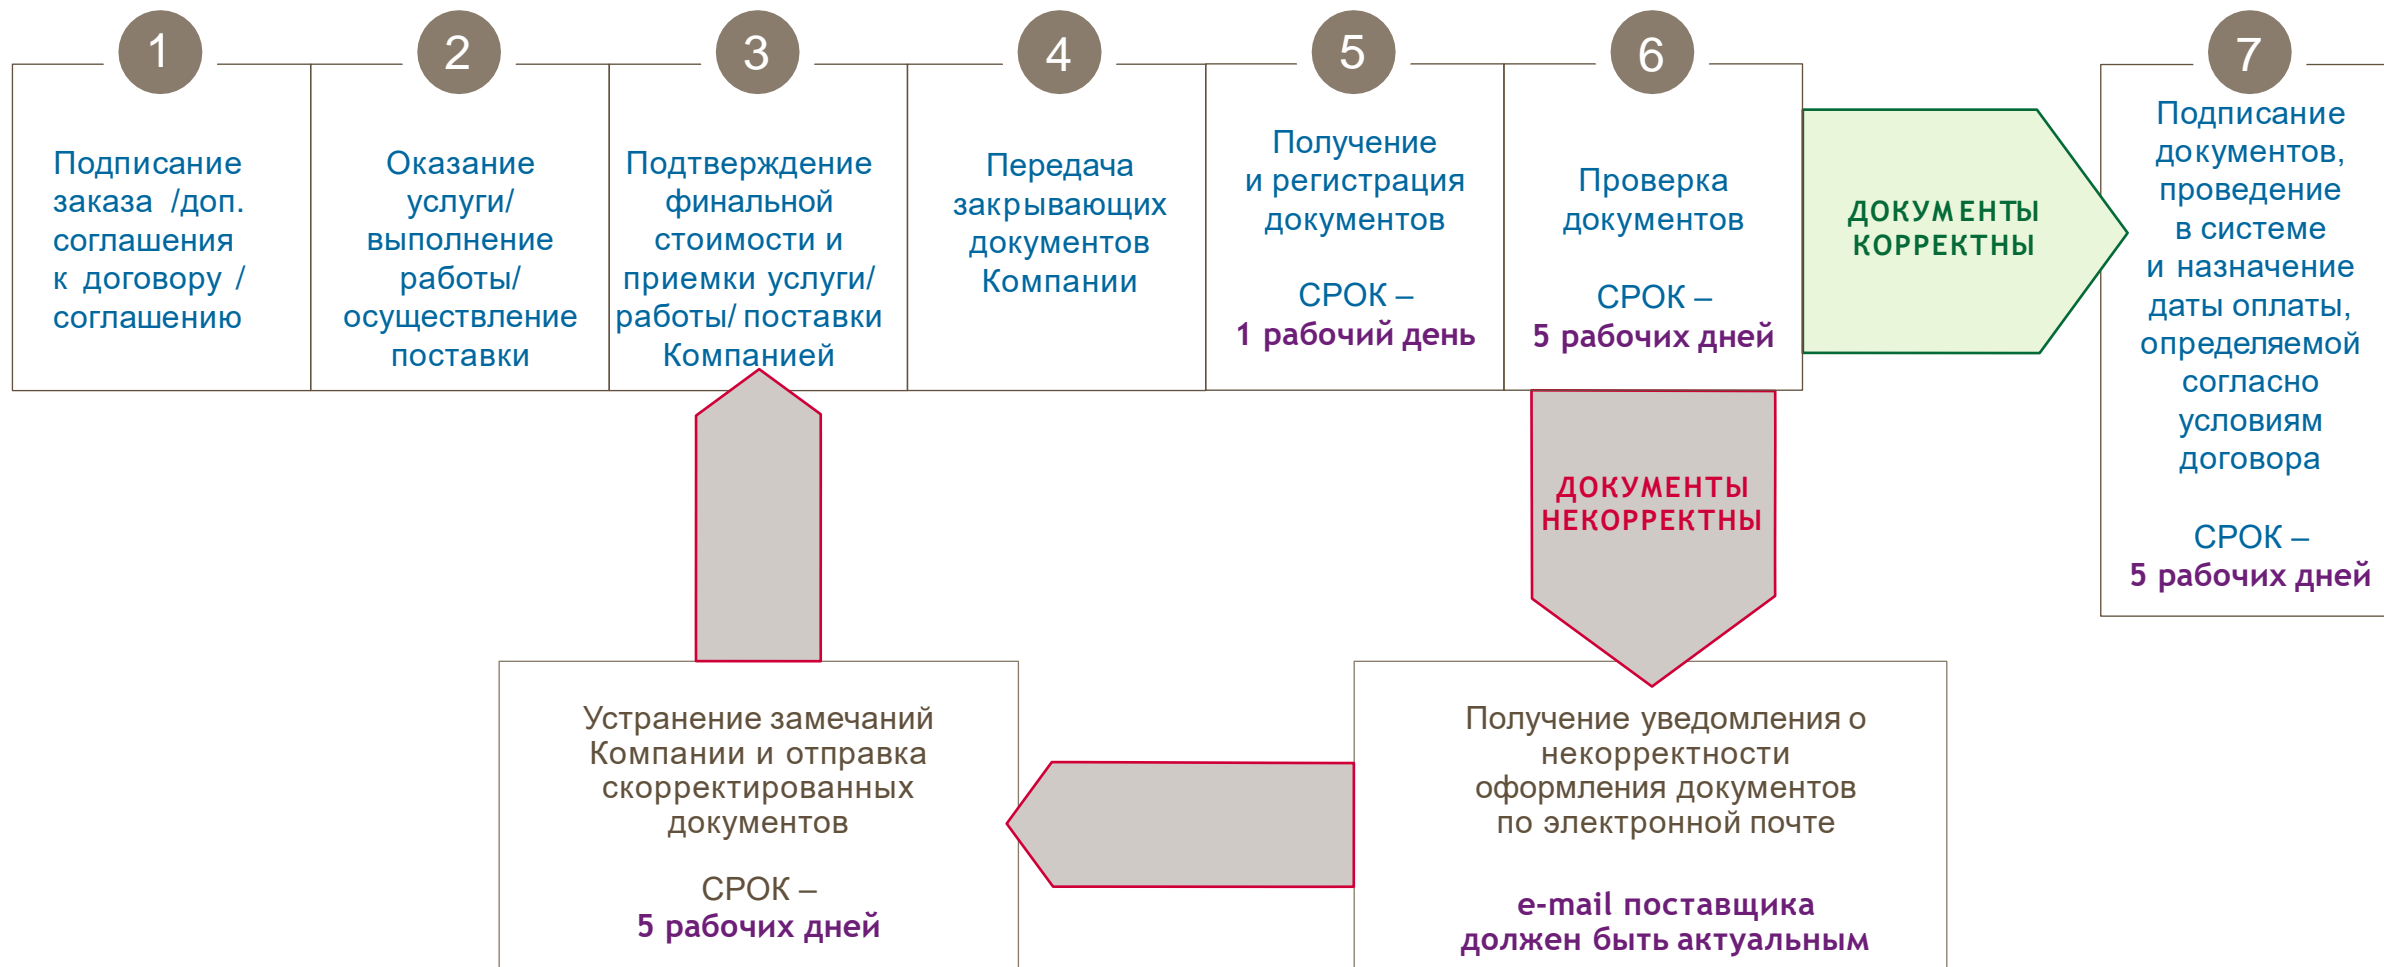 1
Подписание
заказа /доп.
соглашения
к договору /
соглашению
2
Оказание
услуги/
выполнение
работы/
осуществление
поставки
3
Подтверждение
финальной
стоимости и
приемки услуги/
работы/ поставки
Компанией
4
Передача
закрывающих
документов
Компании
5
Получение
и регистрация
документов
СРОК –
1 рабочий день
6
Проверка
документов
СРОК –
5 рабочих дней
ДОКУМЕНТЫ
КОРРЕКТНЫ
7
Подписание
документов,
проведение
в системе
и назначение
даты оплаты,
определяемой
согласно
условиям
договора
СРОК –
5 рабочих дней
ДОКУМЕНТЫ
НЕКОРРЕКТНЫ
Получение уведомления о
некорректности
оформления документов
по электронной почте
e-mail поставщика
должен быть актуальным
Устранение замечаний
Компании и отправка
скорректированных
документов
СРОК –
5 рабочих дней